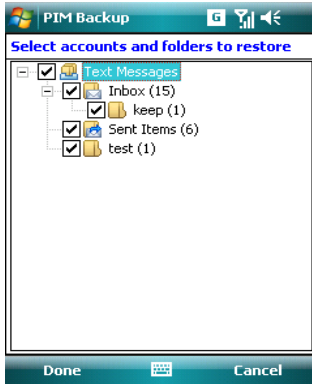 PIM Backup G
Select accounts and folders to restore
Text Messages
Inbox (15)
keep (1)
Sent Items (6)
test (1)
Done Cancel